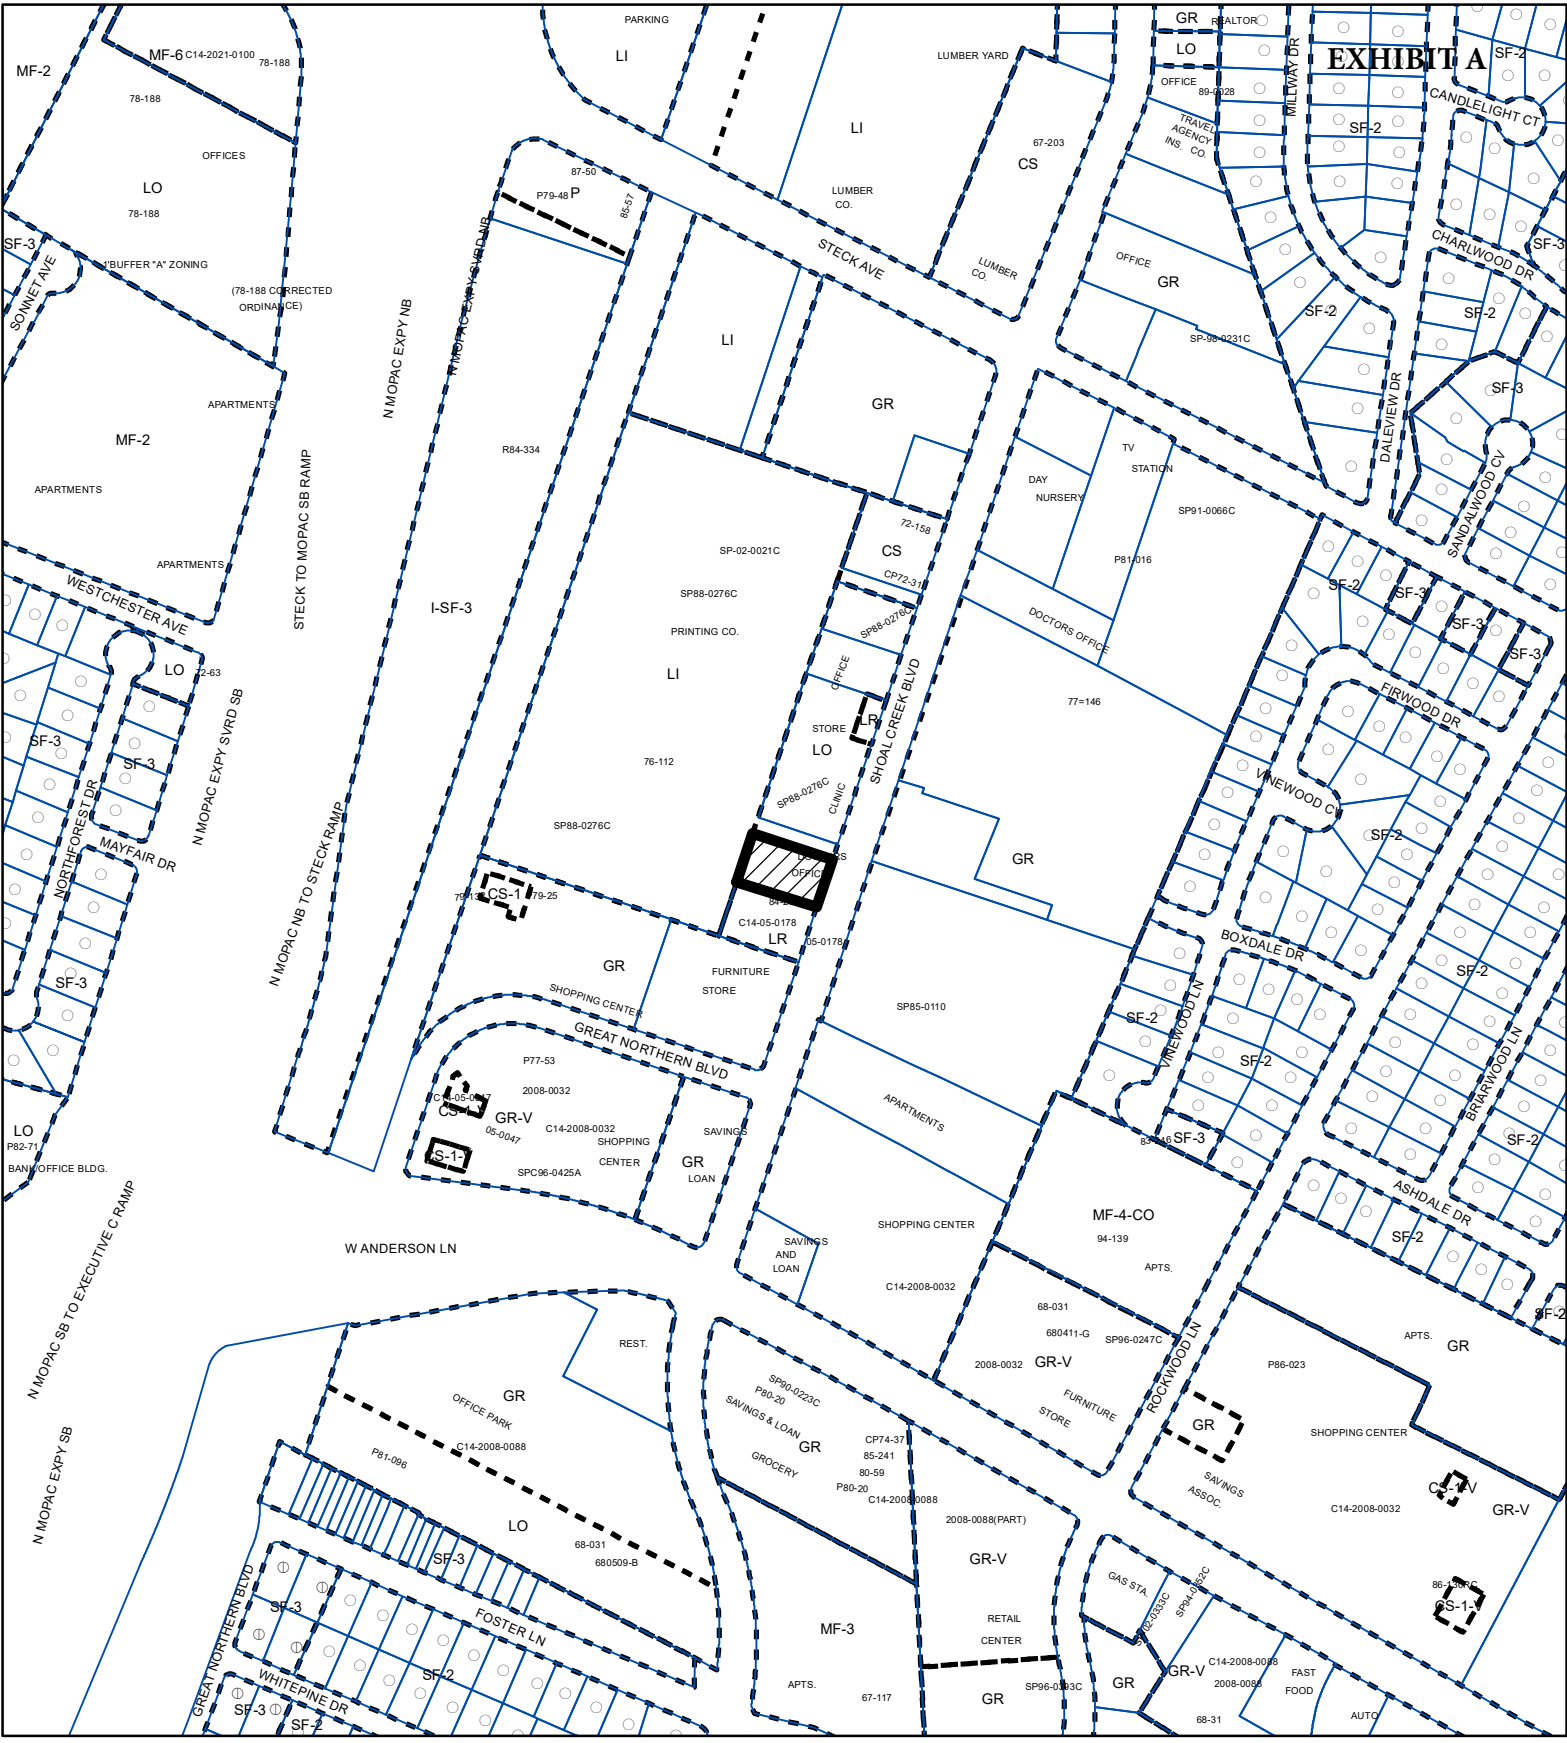 EXHIBIT A
PARKING
LI
GR
REALTOR
LO
OFFICE
89-0028
MF-2
MF-6
C14-2021-0100
78-188
78-188
OFFICES
LO
78-188
LUMBER YARD
LI
67-203
CS
TRAVEL
AGENCY
INS. CO.
MILLWAY DR
SF-2
SF-2
CANDLELIGHT CT
SF-3
SONNET AVE
1'BUFFER "A" ZONING
(78-188 CORRECTED
ORDINANCE)
87-50
P79-48
P
85-57
LUMBER
CO.
STECK AVE
LUMBER
CO.
OFFICE
GR
SP-98-0231C
CHARLWOOD DR
SF-3
SF-2
SF-2
SF-3
N MOPAC EXPY NB
N MOPAC EXPY SVRD NB
LI
GR
DALEVIEW DR
SANDALWOOD CV
APARTMENTS
MF-2
APARTMENTS
APARTMENTS
R84-334
STECK TO MOPAC SB RAMP
DAY
NURSERY
TV
STATION
SP91-0066C
P81-016
72-158
CS
CP72-31
SP-02-0021C
SP88-0276C
PRINTING CO.
LI
SP88-0276C
OFFICE
DOCTORS OFFICE
SF-2
SF-3
SF-3
SF-3
WESTCHESTER AVE
LO
72-63
I-SF-3
SHOAL CREEK BLVD
LR
STORE
LO
77=146
FIRWOOD DR
SF-3
SF-3
N MOPAC EXPY SVRD SB
NORTHFOREST DR
MAYFAIR DR
76-112
SP88-0276C
SP88-0276C
CLINIC
VINEWOOD CV
SF-2
N MOPAC NB TO STECK RAMP
GR
CS-1
79-25
C14-05-0178
LR
05-0178
BOXDALE DR
SF-3
GR
FURNITURE
STORE
SHOPPING CENTER
SP85-0110
SF-2
SF-2
VINEWOOD LN
SF-2
GREAT NORTHERN BLVD
P77-53
2008-0032
CS-1-V
GR-V
05-0047
C14-2008-0032
SHOPPING
CENTER
CS-1-V
SPC96-0425A
SAVINGS
GR
LOAN
APARTMENTS
SF-3
BRIARWOOD LN
SF-2
LO
P82-71
BANK/OFFICE BLDG.
ASHDALE DR
SF-2
SF-2
MF-4-CO
94-139
APTS.
SHOPPING CENTER
SAVINGS
AND
LOAN
C14-2008-0032
W ANDERSON LN
N MOPAC SB TO EXECUTIVE C RAMP
68-031
680411-G
SP96-0247C
2008-0032
GR-V
FURNITURE
STORE
ROCKWOOD LN
APTS.
GR
P86-023
REST.
GR
OFFICE PARK
C14-2008-0088
P81-096
SP90-0223C
P80-20
SAVINGS & LOAN
GR
GROCERY
CP74-37
85-241
80-59
P80-20
C14-2008-0088
GR
SHOPPING CENTER
SAVINGS
ASSOC.
CS-1-V
C14-2008-0032
GR-V
N MOPAC EXPY SB
LO
68-031
680509-B
2008-0088(PART)
GR-V
GAS STA.
CS-1-V
SF-3
SF-3
FOSTER LN
GREAT NORTHERN BLVD
MF-3
RETAIL
CENTER
SF-2
WHITEPINE DR
SF-3
SF-2
APTS.
67-117
GR
SP96-0393C
GR
GR-V
C14-2008-0088
2008-0088
FAST
FOOD
68-31
AUTO